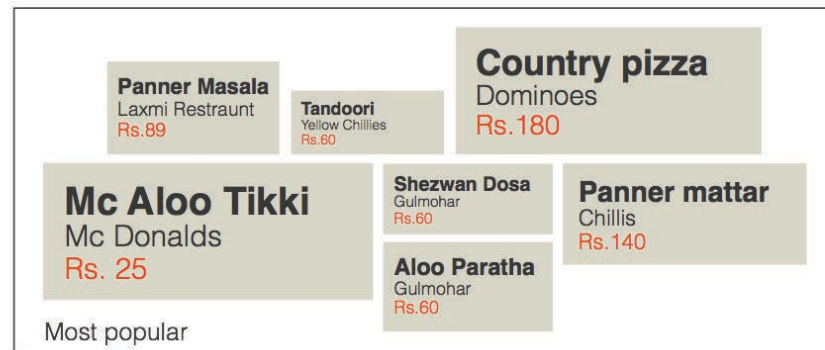 Panner Masala
Laxmi Restraunt
Rs.89
Tandoori
Yellow Chillies
Rs.60
Country pizza
Dominoes
Rs.180
Mc Aloo Tikki
Mc Donalds
Rs. 25
Shezwan Dosa
Gulmohar
Rs.60
Panner mattar
Chillis
Rs.140
Aloo Paratha
Gulmohar
Rs.60
Most popular